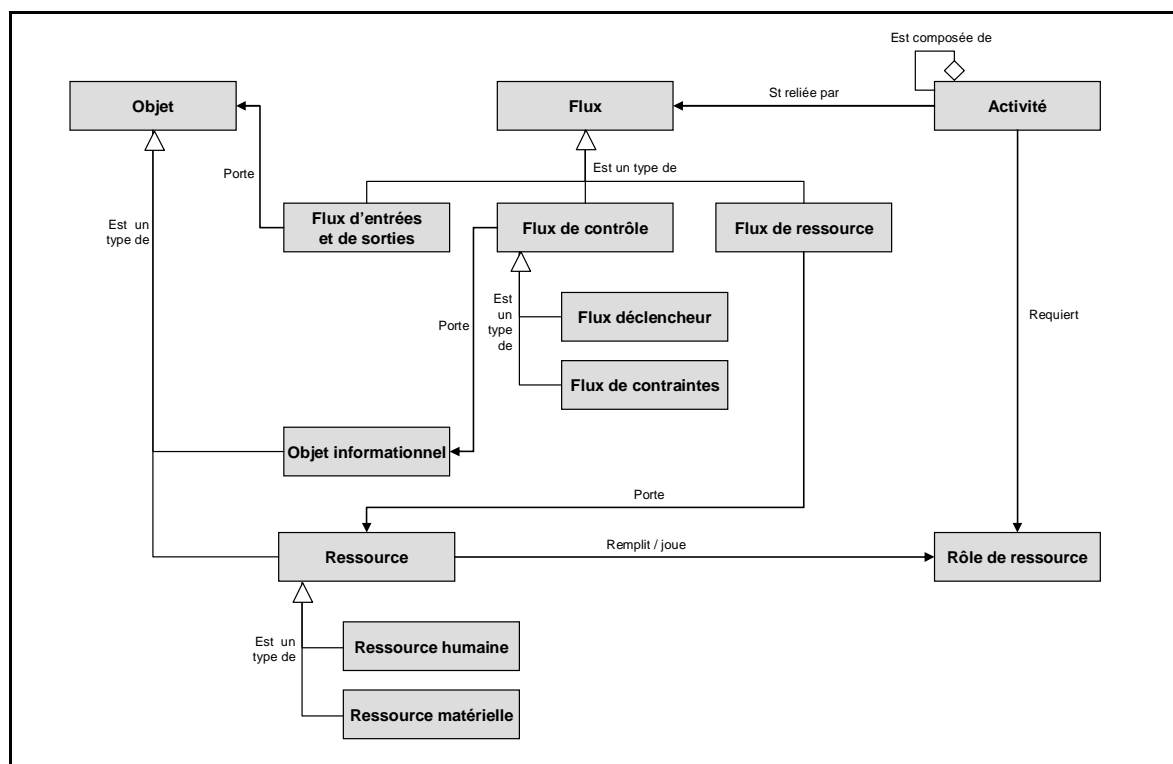 Est composée de
Objet
Flux
St reliée par
Activité
Est un type de
Porte
Est un
type de
Flux d'entrées
et de sorties
Flux de contrôle
Flux de ressource
Est
un
type
de
Flux déclencheur
Porte
Requiert
Flux de contraintes
Objet informationnel
Porte
Ressource
Remplit / joue
Rôle de ressource
Est un
type de
Ressource humaine
Ressource matérielle